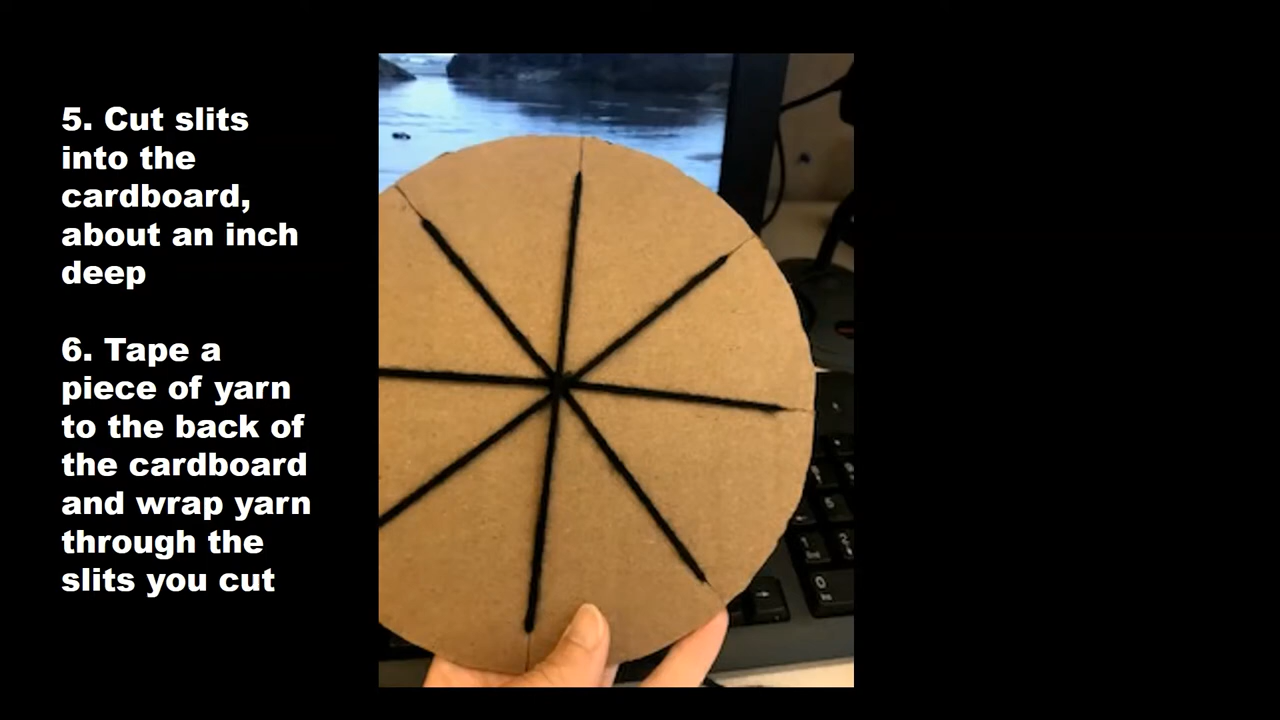 5. Cut slits
into the
cardboard,
about an inch
deep
6. Tape a
piece of yarn
to the back of
the cardboard
and wrap yarn
through the
slits you cut